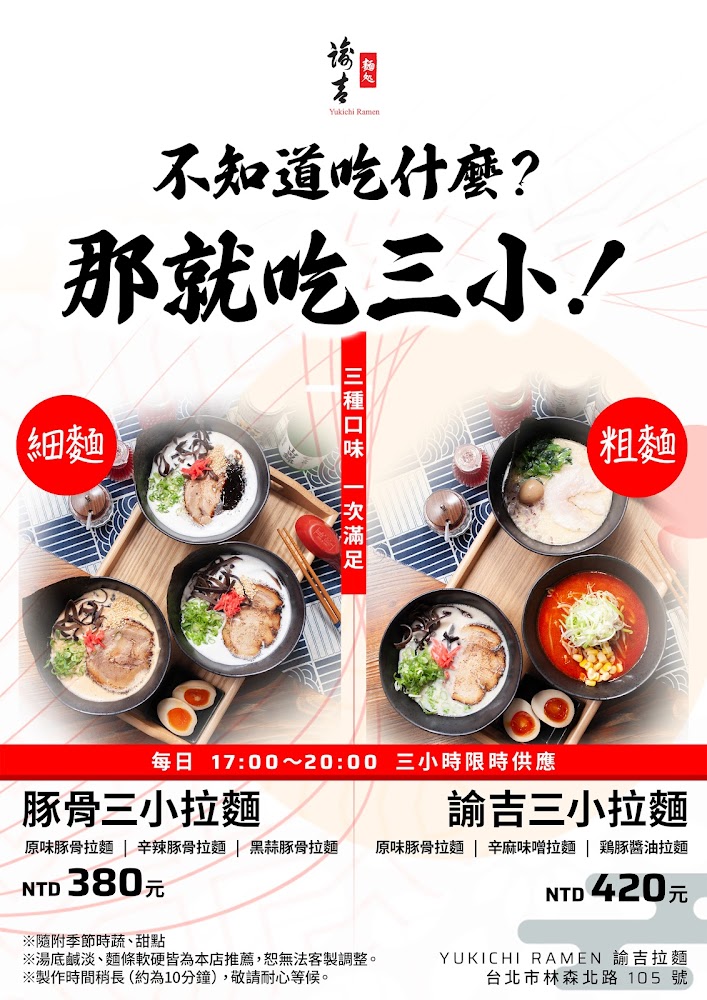 諭吉
麵処
Yukichi Ramen
不知道吃什麼?
那就吃三小!
三種口味 一次滿足
細麵
粗麵
每日 17:00~20:00 三小時限時供應
豚骨三小拉麵
原味豚骨拉麵 | 辛辣豚骨拉麵 | 黑蒜豚骨拉麵
NTD 380元
諭吉三小拉麵
原味豚骨拉麵 | 辛麻味噌拉麵 | 鶏豚醬油拉麵
NTD 420元
※隨附季節時蔬、甜點
※湯底鹹淡、麵條軟硬皆為本店推薦,恕無法客製調整。
※製作時間稍長(約為10分鐘),敬請耐心等候。
YUKICHI RAMEN 諭吉拉麵
台北市林森北路 105 號